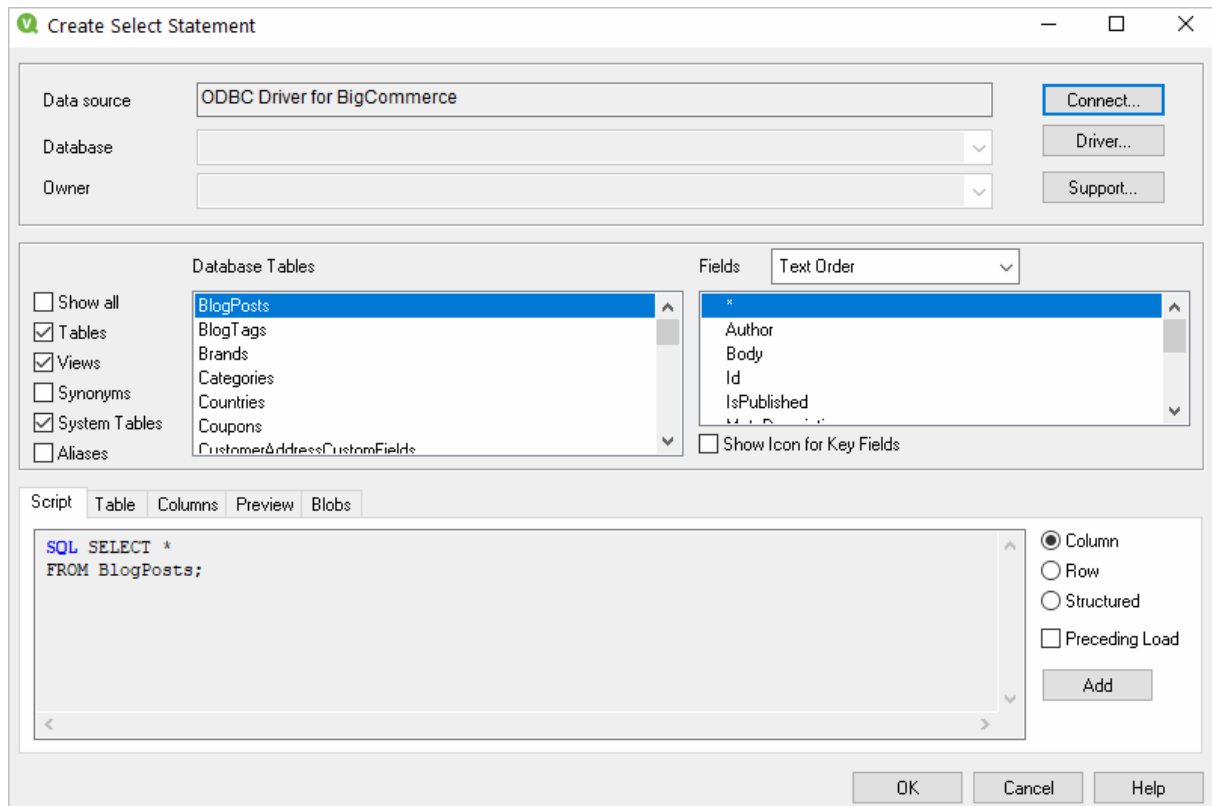 Create Select Statement
Data source
ODBC Driver for BigCommerce
Connect...
Database
Driver...
Owner
Support...
Database Tables
Fields
Text Order
Show all
Tables
Views
Synonyms
System Tables
Aliases
BlogPosts
BlogTags
Brands
Categories
Countries
Coupons
CustomerAddressCustomFields
*
Author
Body
Id
IsPublished
Show Icon for Key Fields
Script
Table
Columns
Preview
Blobs
SQL SELECT *
FROM BlogPosts;
Column
Row
Structured
Preceding Load
Add
OK
Cancel
Help